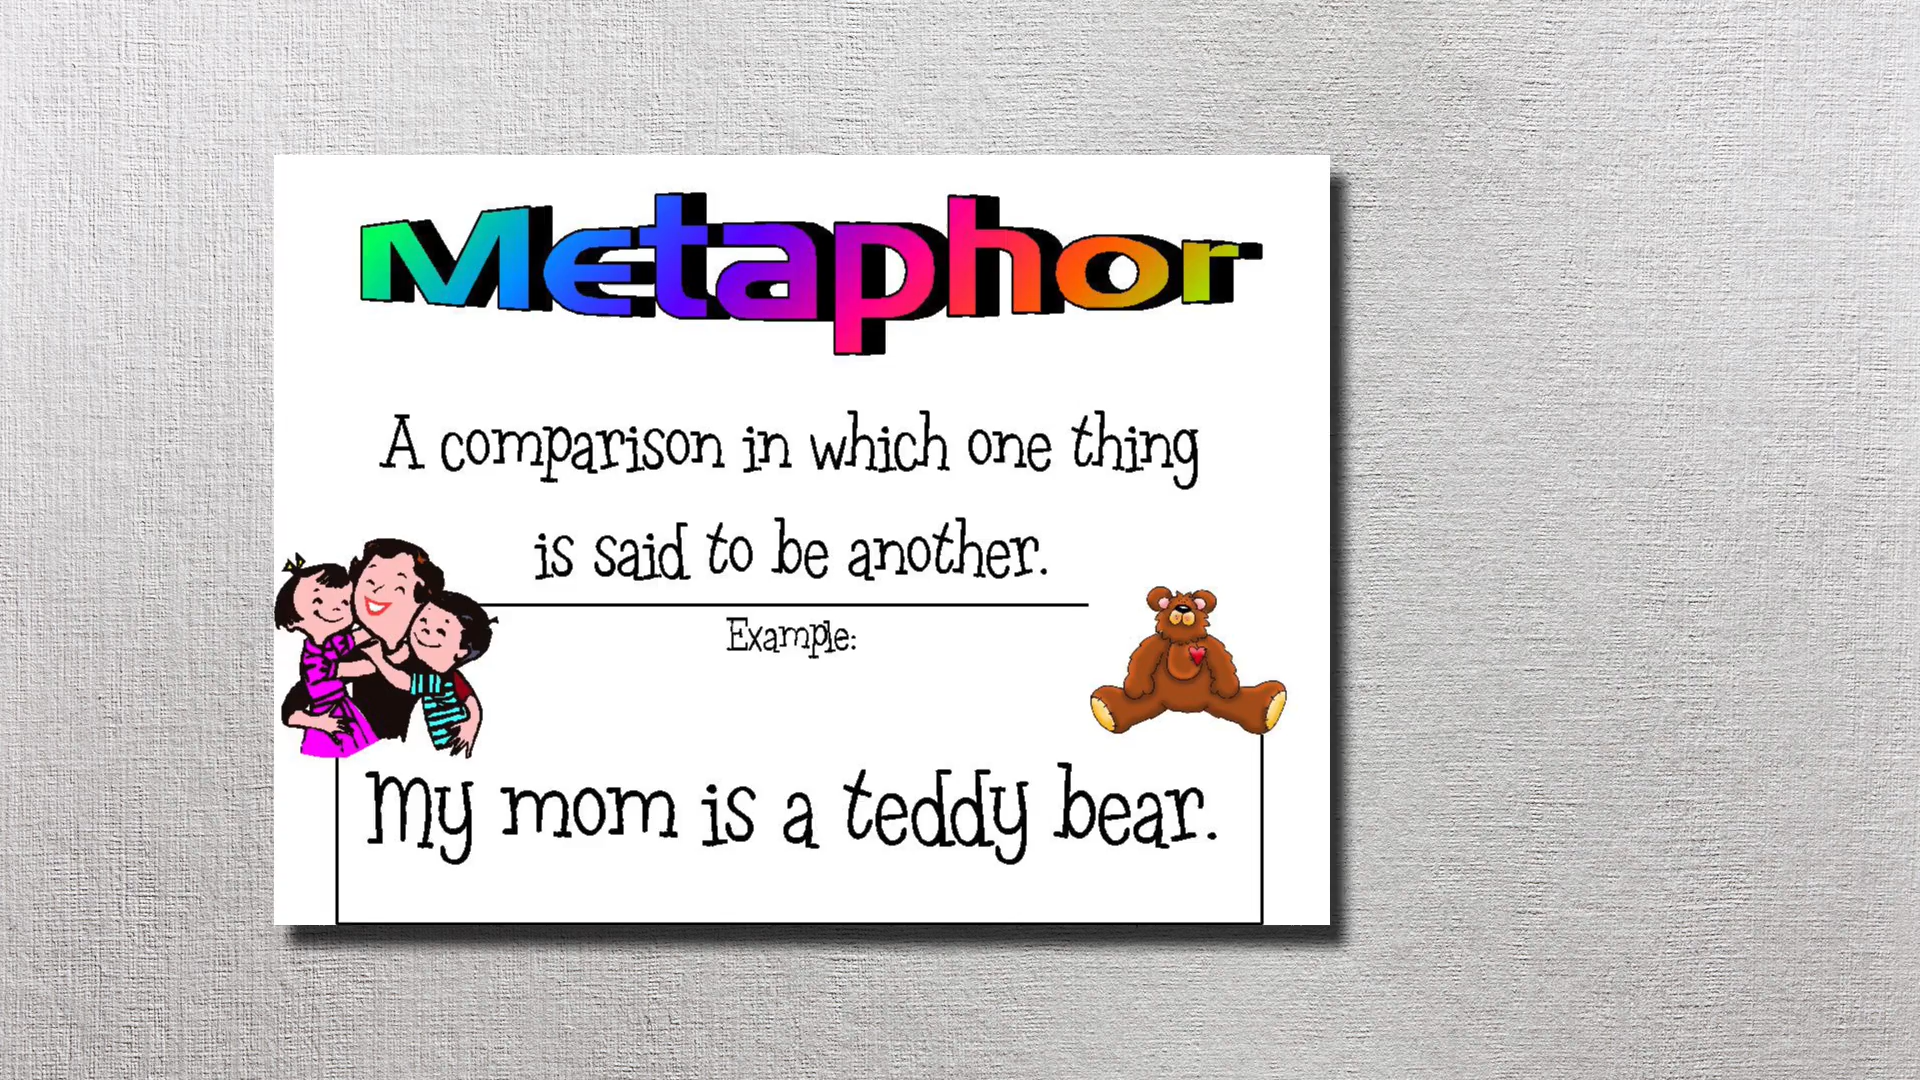 Metaphor
A comparison in which one thing
is said to be another.
Example:
My mom is a teddy bear.